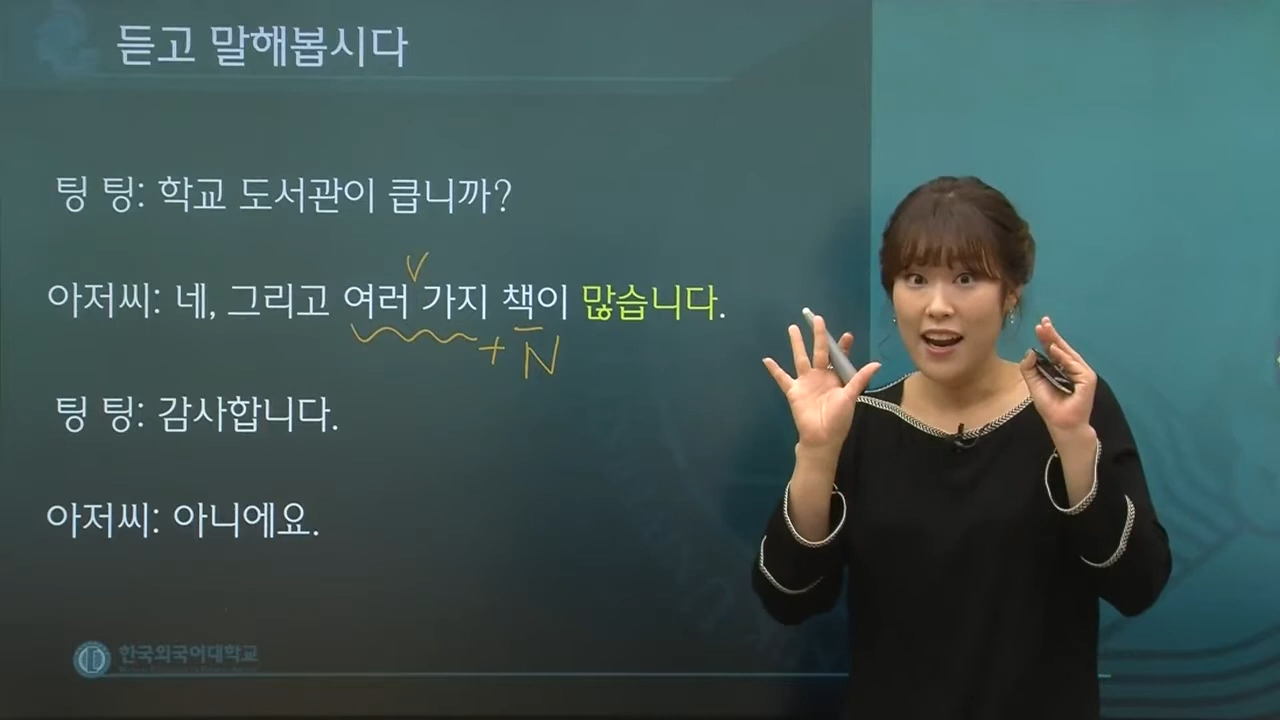 듣고 말해봅시다
팅 팅: 학교 도서관이 큽니까?
V
아저씨: 네, 그리고 여러 가지 책이 많습니다.
+ N
팅 팅: 감사합니다.
아저씨: 아니에요.
한국외국어대학교